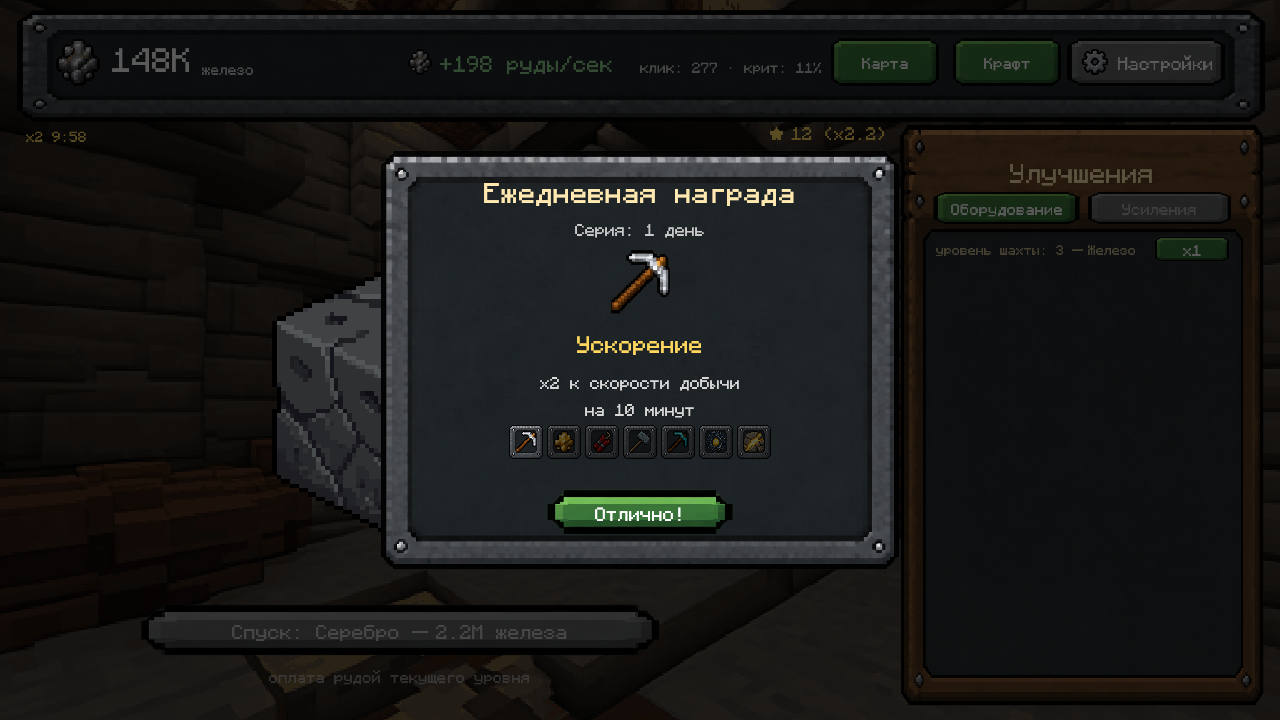 148K железо
+198 руды/сек
клик: 277 · крит: 11%
Карта
Крафт
Настройки
x2 9:58
12 (x2.2)
Ежедневная награда
Серия: 1 день
Ускорение
x2 к скорости добычи
на 10 минут
Отлично!
Улучшения
Оборудование
Усиления
уровень шахты: 3 — Железо
x1
Спуск: Серебро — 2.2М железа
оплата рудой текущего уровня